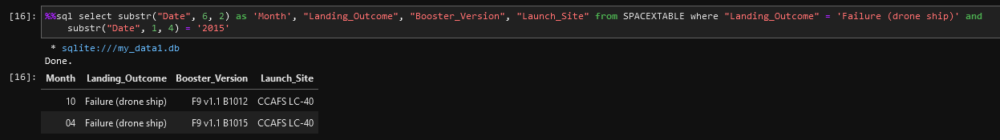 [16]: %%sql select substr("Date", 6, 2) as 'Month', "Landing_Outcome", "Booster_Version", "Launch_Site" from SPACEXTABLE where "Landing_Outcome" = 'Failure (drone ship)' and
substr("Date", 1, 4) = '2015'
* sqlite:///my_data1.db
Done.
[16]: Month Landing_Outcome Booster_Version Launch_Site
10 Failure (drone ship) F9 v1.1 B1012 CCAFS LC-40
04 Failure (drone ship) F9 v1.1 B1015 CCAFS LC-40